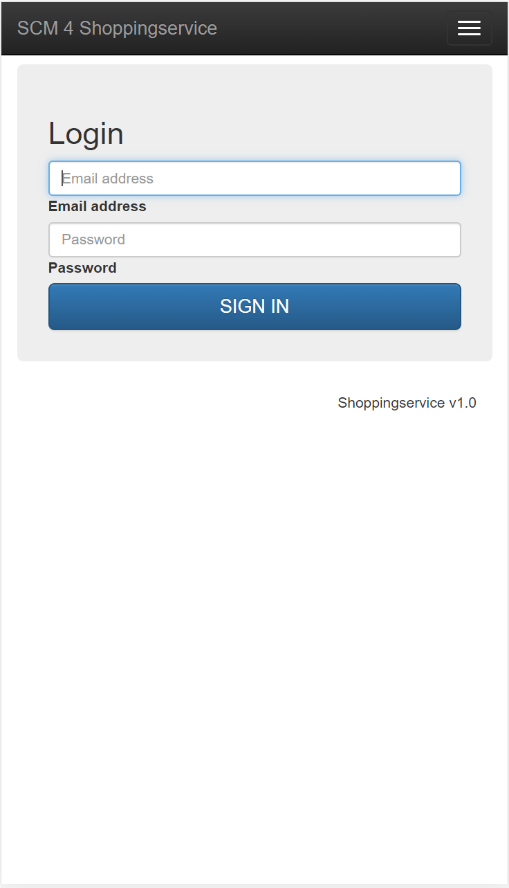 SCM 4 Shoppingservice
Login
Email address
Email address
Password
Password
SIGN IN
Shoppingservice v1.0